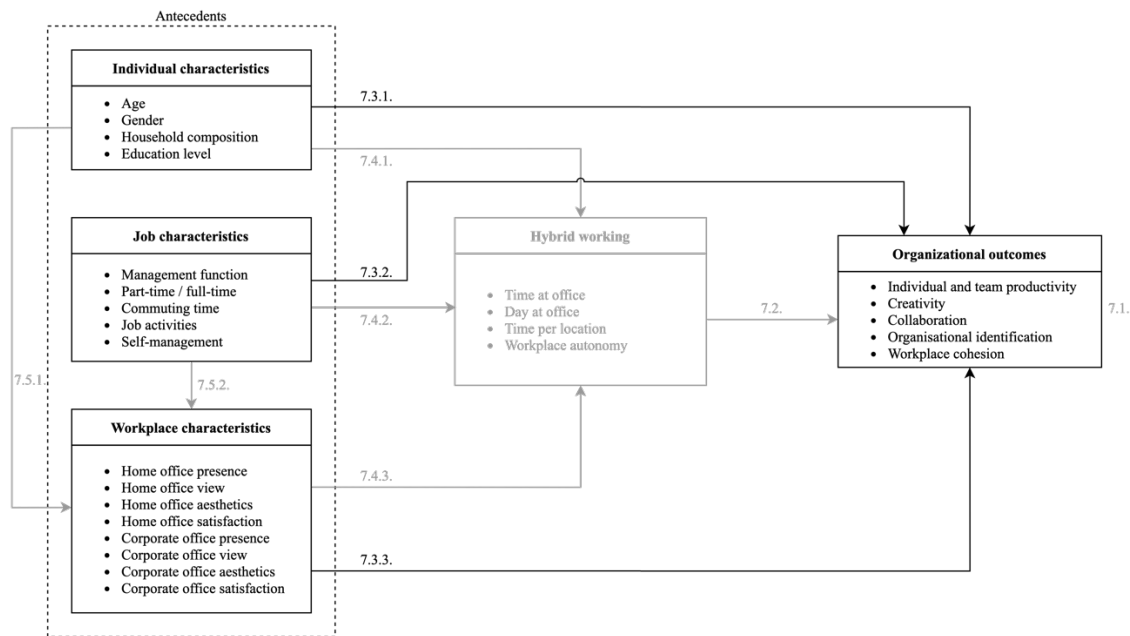 Antecedents
Individual characteristics
• Age
• Gender
• Household composition
• Education level
7.3.1.
7.4.1.
Job characteristics
• Management function
• Part-time / full-time
• Commuting time
• Job activities
• Self-management
7.3.2.
7.4.2.
Hybrid working
• Time at office
• Day at office
• Time per location
• Workplace autonomy
7.2.
Organizational outcomes
• Individual and team productivity
• Creativity
• Collaboration
• Organisational identification
• Workplace cohesion
7.1.
7.5.1.
7.5.2.
Workplace characteristics
• Home office presence
• Home office view
• Home office aesthetics
• Home office satisfaction
• Corporate office presence
• Corporate office view
• Corporate office aesthetics
• Corporate office satisfaction
7.4.3.
7.3.3.